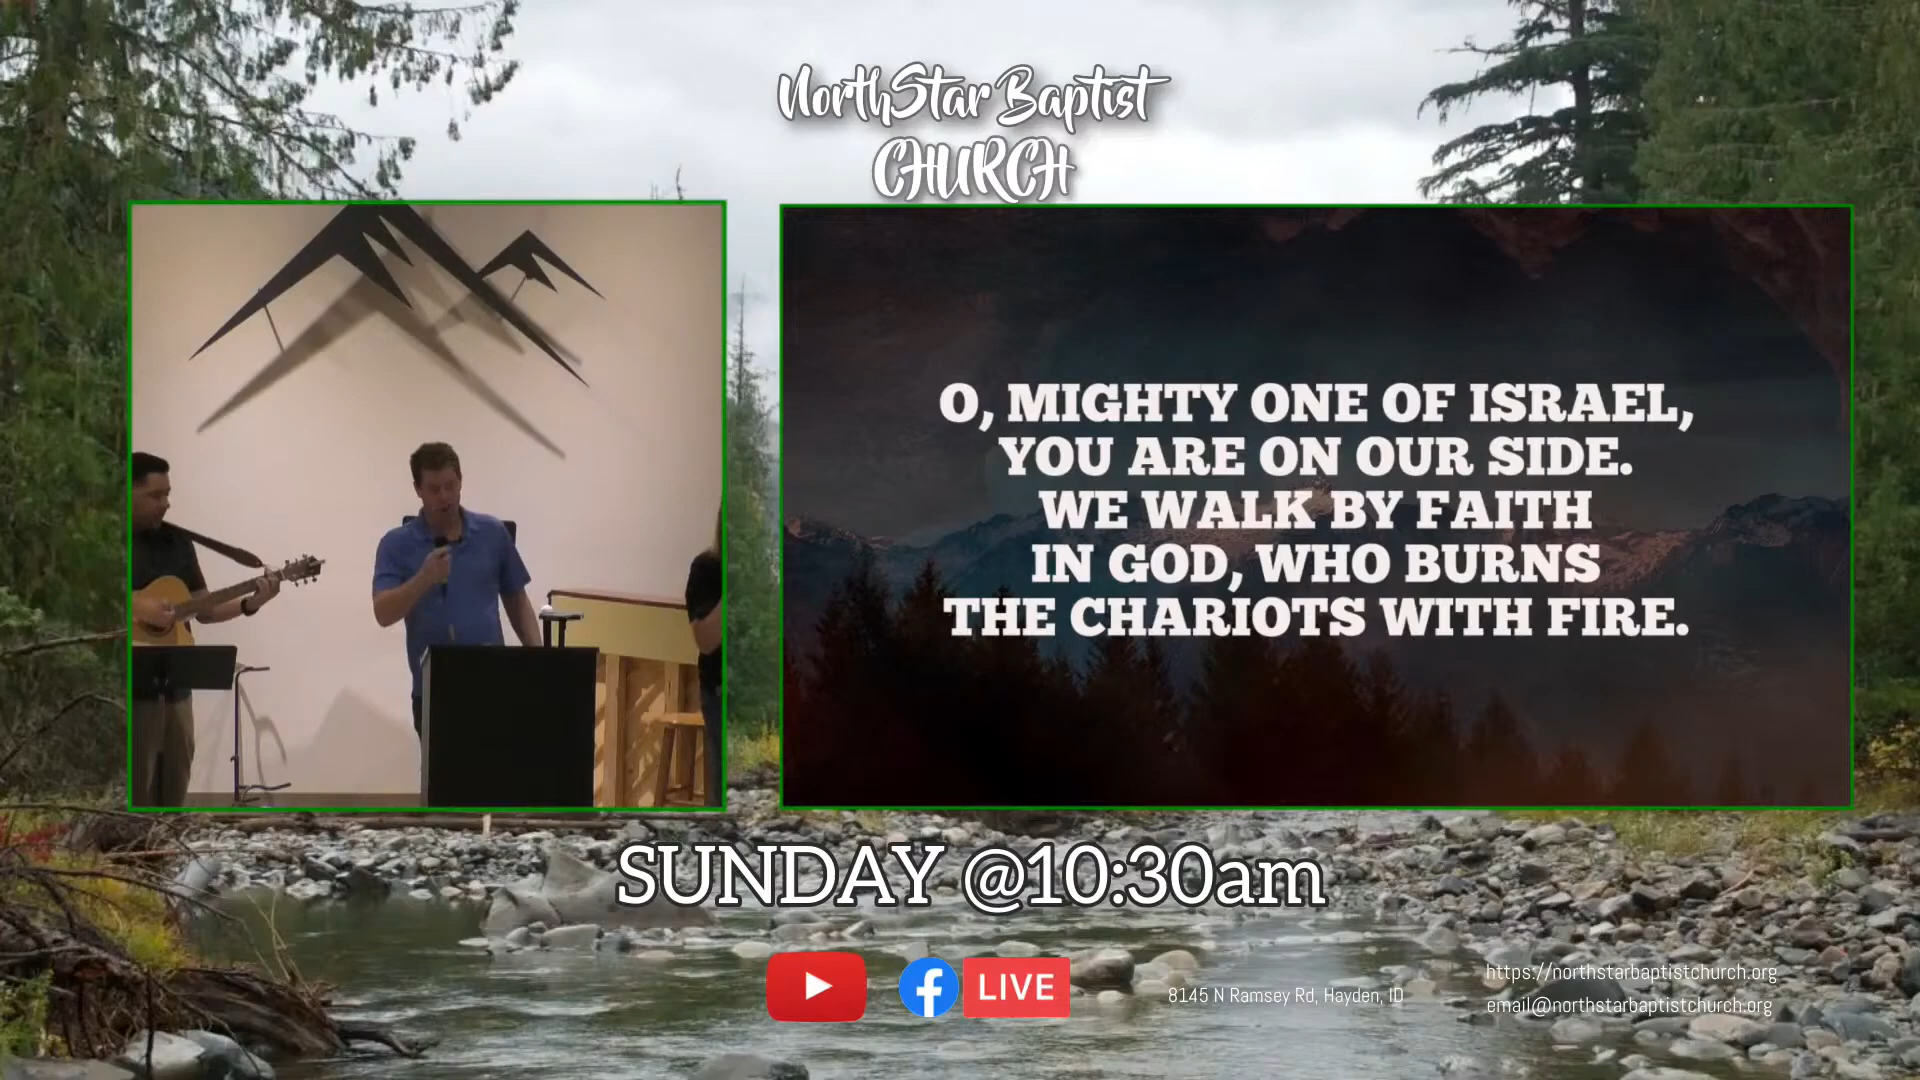 NorthStar Baptist
CHURCH
O, MIGHTY ONE OF ISRAEL,
YOU ARE ON OUR SIDE.
WE WALK BY FAITH
IN GOD, WHO BURNS
THE CHARIOTS WITH FIRE.
SUNDAY @10:30am
LIVE
8145 N Ramsey Rd, Hayden, ID
https://northstarbaptistchurch.org
email@northstarbaptistchurch.org